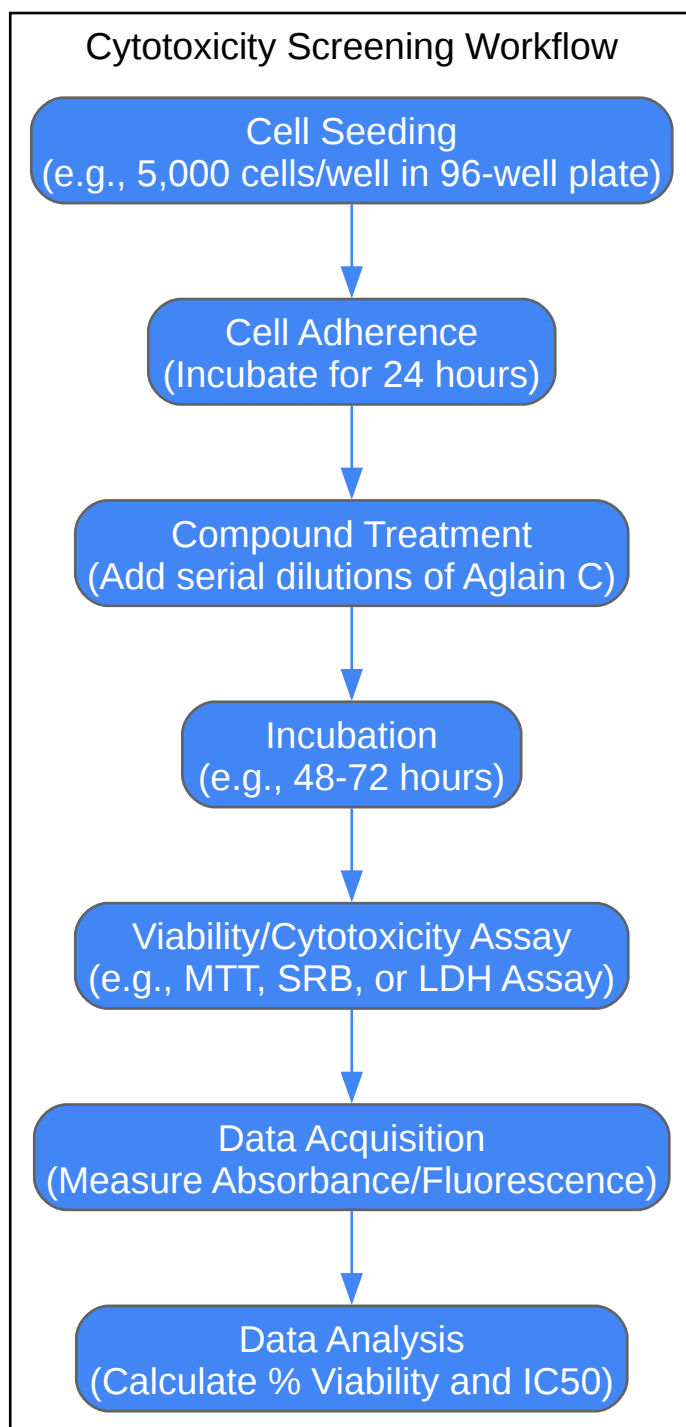 Cytotoxicity Screening Workflow
Cell Seeding
(e.g., 5,000 cells/well in 96-well plate)
Cell Adherence
(Incubate for 24 hours)
Compound Treatment
(Add serial dilutions of Aglain C)
Incubation
(e.g., 48-72 hours)
Viability/Cytotoxicity Assay
(e.g., MTT, SRB, or LDH Assay)
Data Acquisition
(Measure Absorbance/Fluorescence)
Data Analysis
(Calculate % Viability and IC50)